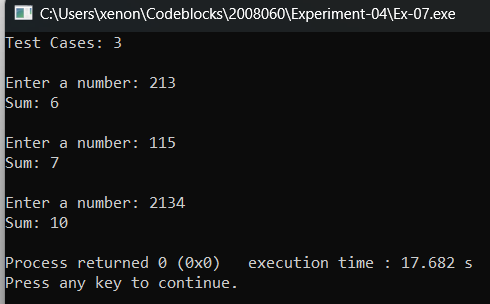 C:\Users\xenon\Codeblocks\2008060\Experiment-04\Ex-07.exe
Test Cases: 3
Enter a number: 213
Sum: 6
Enter a number: 115
Sum: 7
Enter a number: 2134
Sum: 10
Process returned 0 (0x0)   execution time : 17.682 s
Press any key to continue.